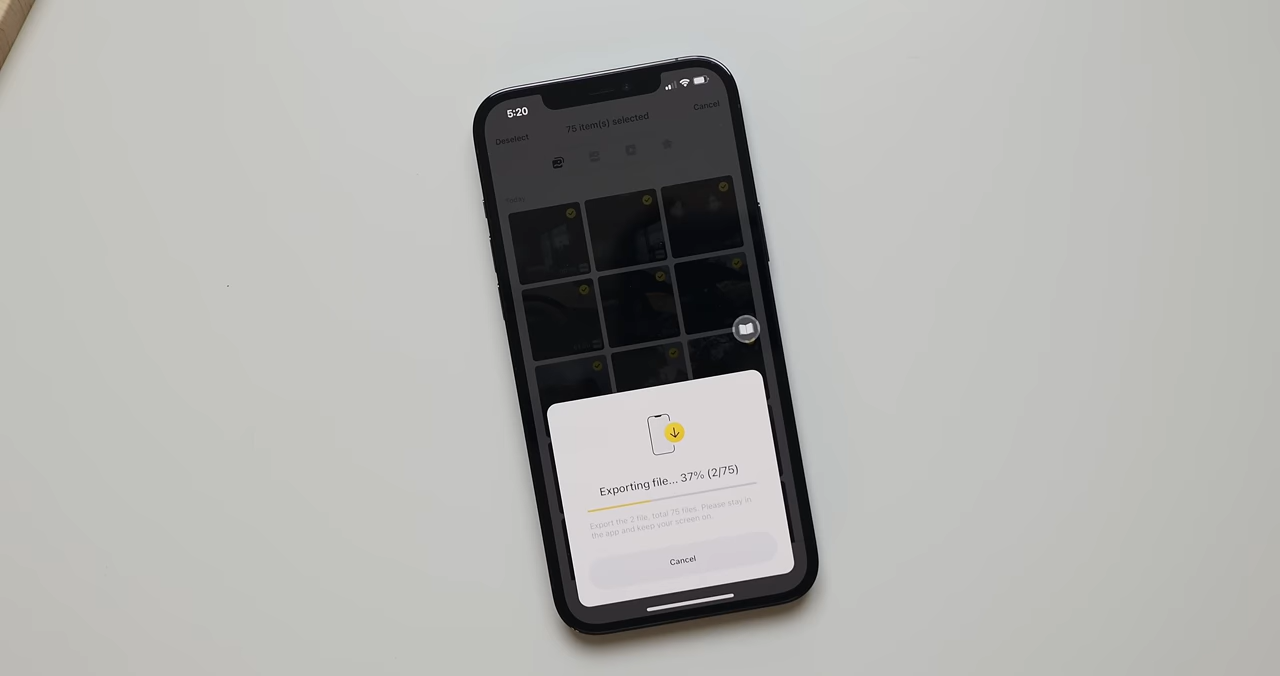 5:20
Cancel
75 item(s) selected
Deselect
Today
Exporting file... 37% (2/75)
Export the 2 file, total 75 files. Please stay in
the app and keep your screen on.
Cancel